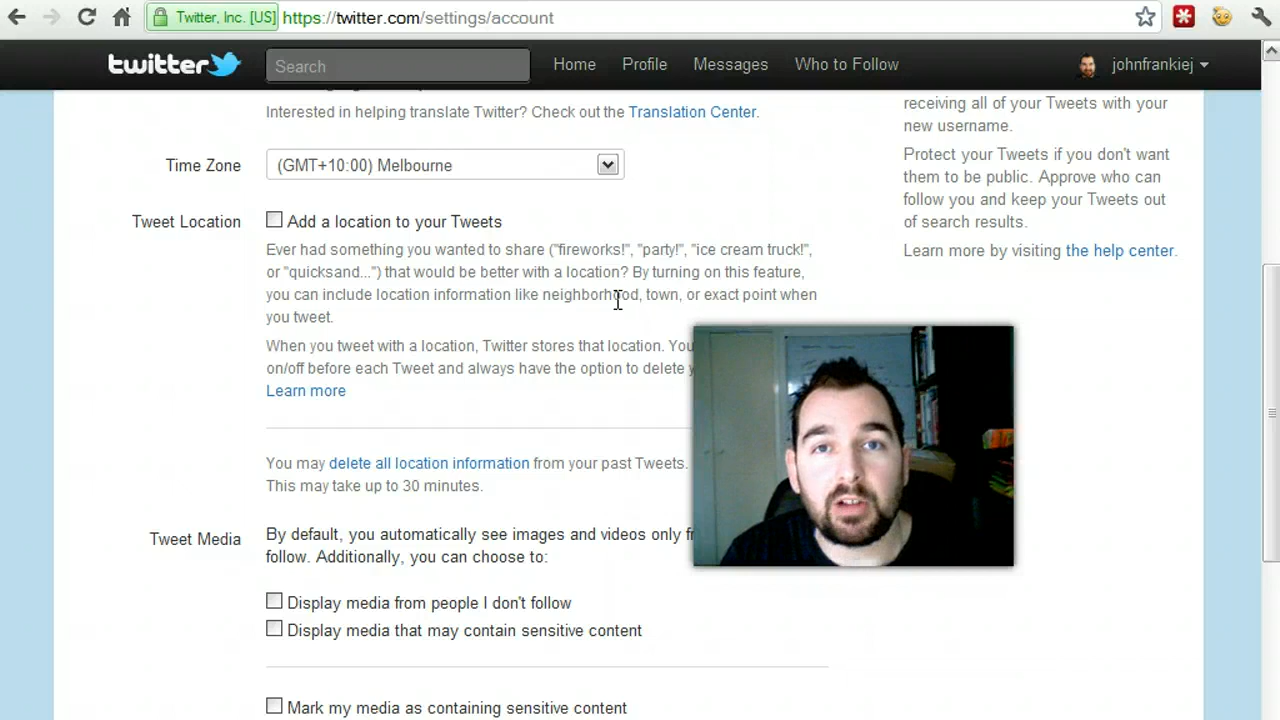 Twitter, Inc. [US] https://twitter.com/settings/account
twitter Search Home Profile Messages Who to Follow johnfrankiej
Interested in helping translate Twitter? Check out the Translation Center.
Time Zone (GMT+10:00) Melbourne
Tweet Location Add a location to your Tweets
Ever had something you wanted to share ("fireworks!", "party!", "ice cream truck!",
or "quicksand...") that would be better with a location? By turning on this feature,
you can include location information like neighborhood, town, or exact point when
you tweet.
When you tweet with a location, Twitter stores that location. You
on/off before each Tweet and always have the option to delete
Learn more
You may delete all location information from your past Tweets.
This may take up to 30 minutes.
Tweet Media By default, you automatically see images and videos only
follow. Additionally, you can choose to:
Display media from people I don't follow
Display media that may contain sensitive content
Mark my media as containing sensitive content
receiving all of your Tweets with your
new username.
Protect your Tweets if you don't want
them to be public. Approve who can
follow you and keep your Tweets out
of search results.
Learn more by visiting the help center.